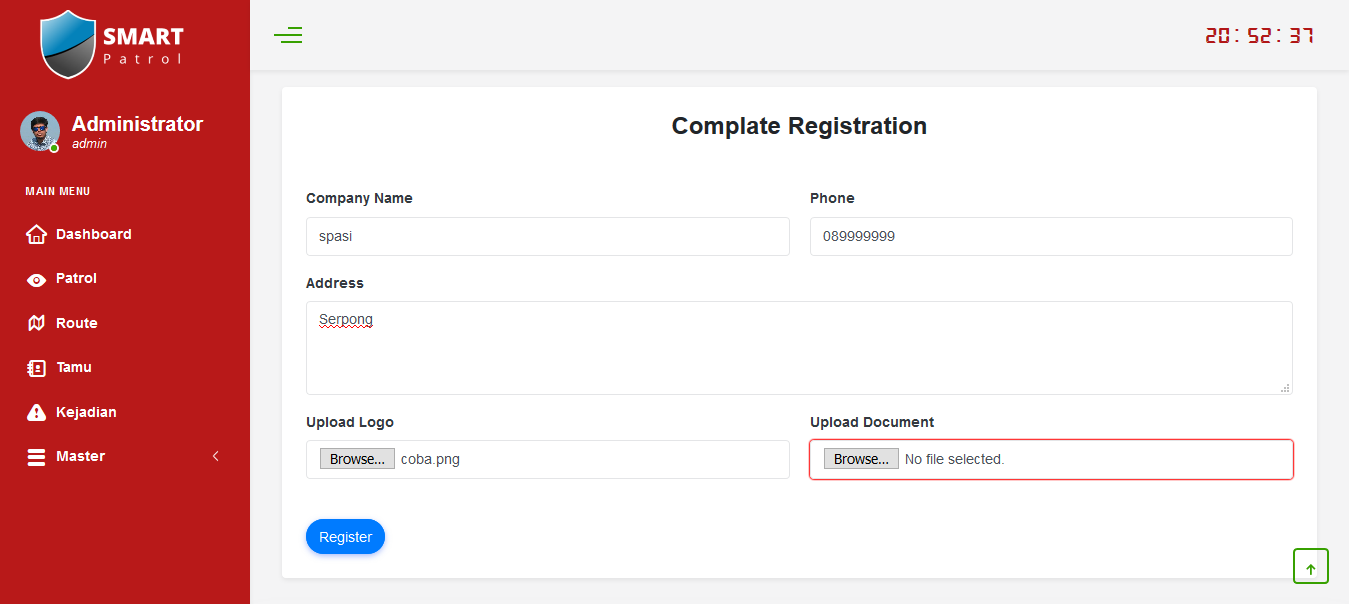 SMART
Patrol
20:52:37
Administrator
admin
MAIN MENU
Dashboard
Patrol
Route
Tamu
Kejadian
Master
Complate Registration
Company Name
Phone
spasi
089999999
Address
Serpong
Upload Logo
Upload Document
Browse... coba.png
Browse... No file selected.
Register